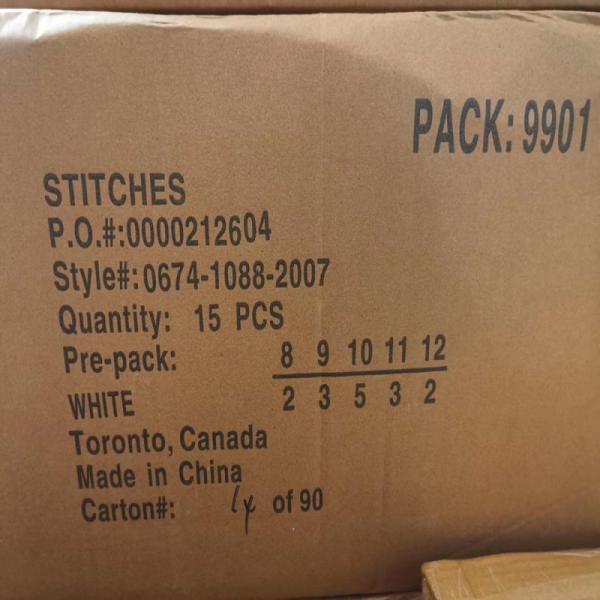 PACK: 9901
STITCHES
P.O.#:0000212604
Style#: 0674-1088-2007
Quantity: 15 PCS
Pre-pack: 8 9 10 11 12
WHITE 2 3 5 3 2
Toronto, Canada
Made in China
Carton#: 14 of 90